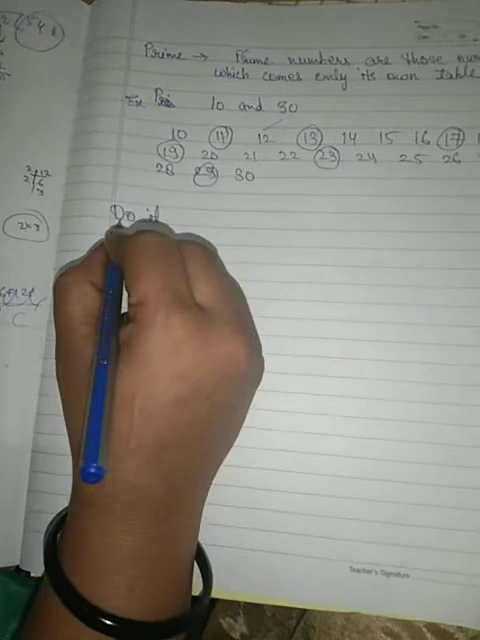 Prime → Prime numbers are those num
which comes only its own table
Ex 10 and 30
10 11 12 13 14 15 16 17
19 20 21 22 23 24 25 26
28 29 30
Do it
2x3
Teacher's Signature